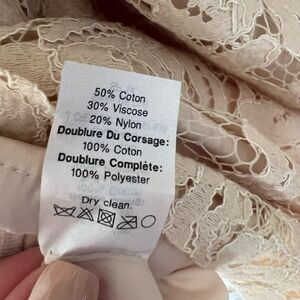 50% Coton
30% Viscose
20% Nylon
Doublure Du Corsage:
100% Coton
Doublure Complète:
100% Polyester
Dry clean.